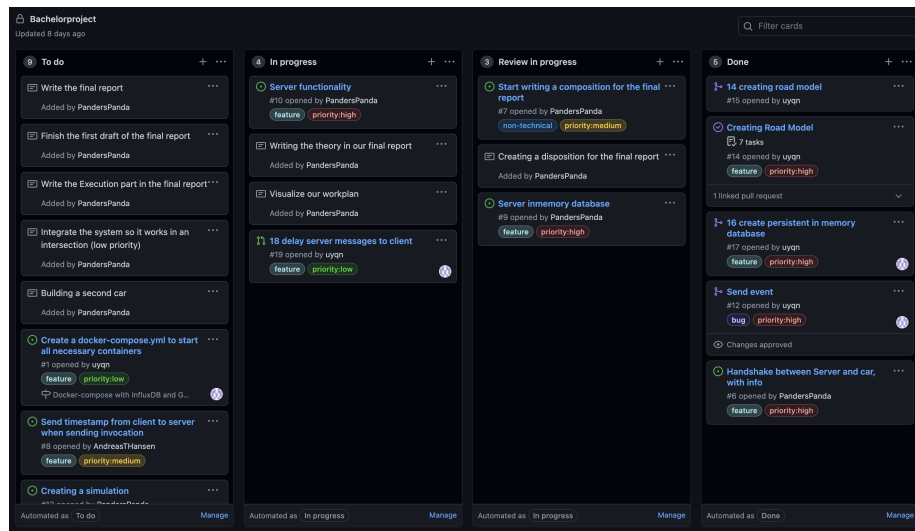 Bachelorproject
Updated 8 days ago
Filter cards
9 To do
Write the final report
Added by PandersPanda
Finish the first draft of the final report
Added by PandersPanda
Write the Execution part in the final report
Added by PandersPanda
Integrate the system so it works in an
intersection (low priority)
Added by PandersPanda
Building a second car
Added by PandersPanda
Create a docker-compose.yml to start
all necessary containers
#1 opened by uyqn
feature priority:low
Docker-compose with InfluxDB and G...
Send timestamp from client to server
when sending invocation
#8 opened by AndreasTHansen
feature priority:medium
Creating a simulation
Automated as To do Manage
4 In progress
Server functionality
#10 opened by PandersPanda
feature priority:high
Writing the theory in our final report
Added by PandersPanda
Visualize our workplan
Added by PandersPanda
18 delay server messages to client
#19 opened by uyqn
feature priority:low
Automated as In progress Manage
3 Review in progress
Start writing a composition for the final
report
#7 opened by PandersPanda
non-technical priority:medium
Creating a disposition for the final report
Added by PandersPanda
Server inmemory database
#9 opened by PandersPanda
feature priority:high
Automated as In progress Manage
5 Done
14 creating road model
#15 opened by uyqn
Creating Road Model
7 tasks
#14 opened by uyqn
feature priority:high
1 linked pull request
16 create persistent in memory
database
#17 opened by uyqn
feature priority:high
Send event
#12 opened by uyqn
bug priority:high
Changes approved
Handshake between Server and car,
with info
#6 opened by PandersPanda
feature priority:high
Automated as Done Manage